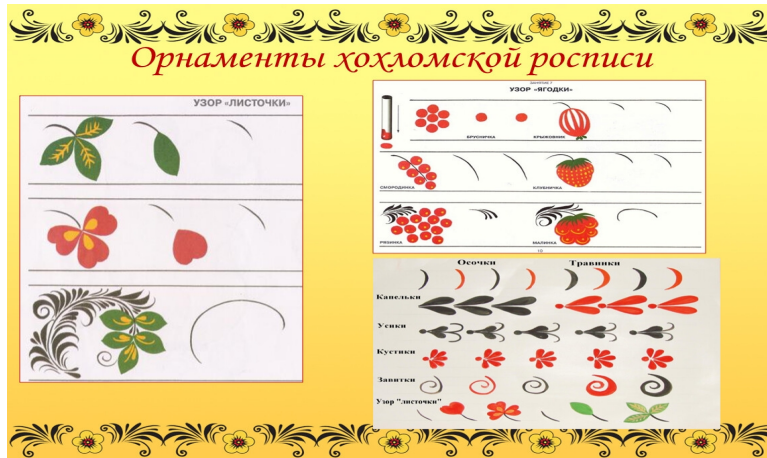 Орнаменты хохломской росписи
УЗОР «ЛИСТОЧКИ»
УЗОР «ЯГОДКИ»
БРУСНИЧКА
КРЫЖОВНИК
СМОРОДИНКА
КЛУБНИЧКА
РЯБИНКА
МАЛИНКА
10
Осочки
Травинки
Капельки
Усики
Кустики
Завитки
Узор "листочки"